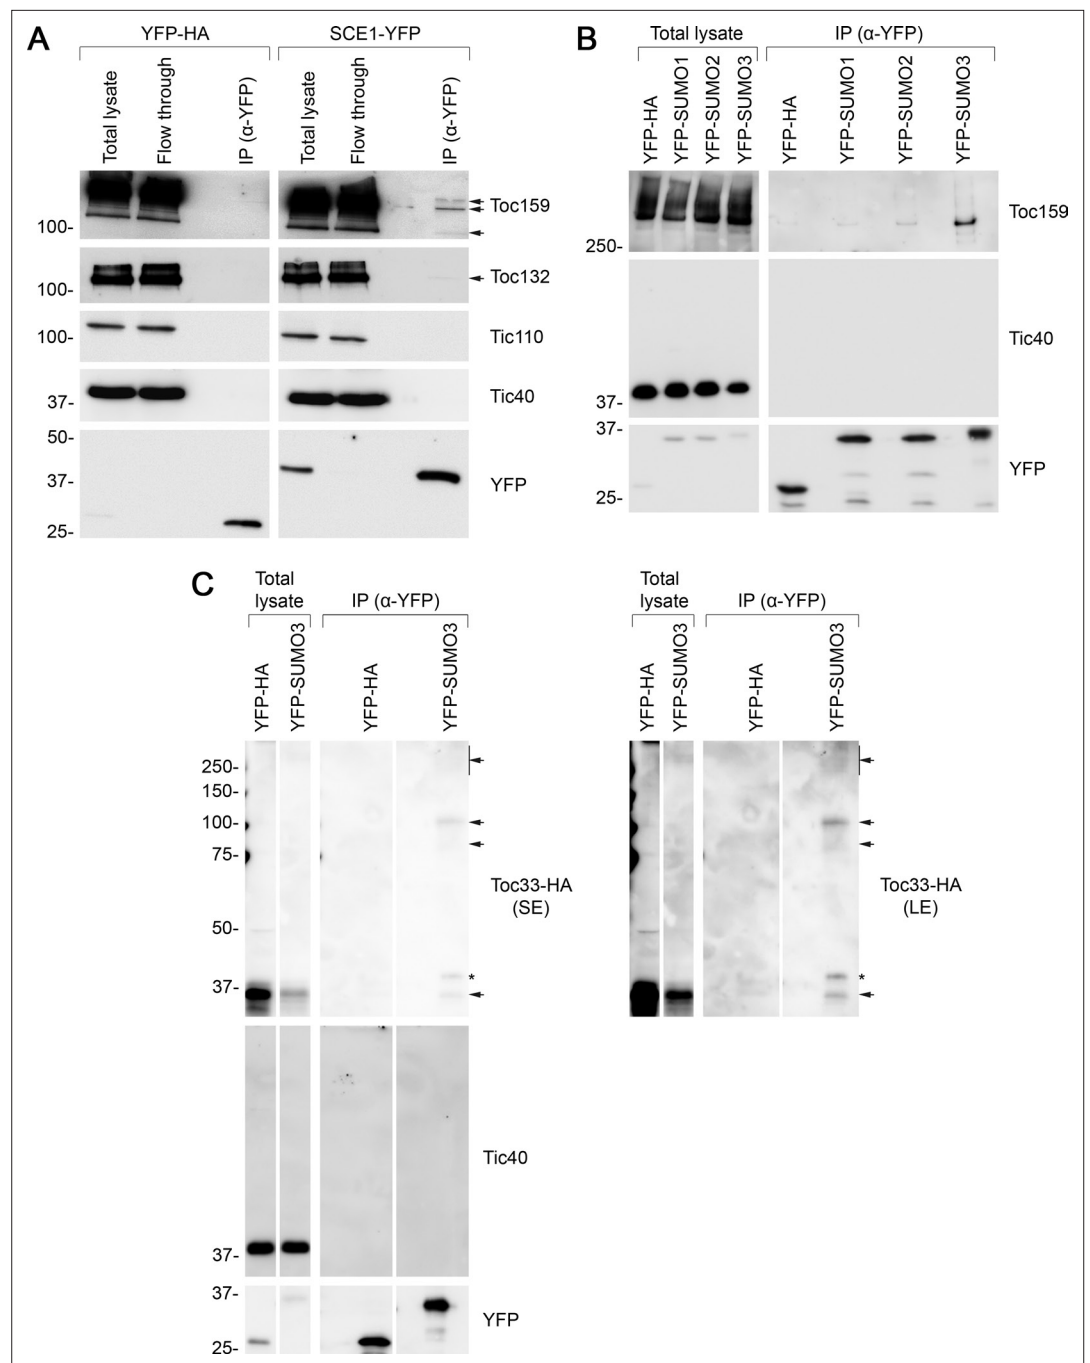 A
YFP-HA
SCE1-YFP
Total lysate
Flow through
IP (α-YFP)
Total lysate
Flow through
IP (α-YFP)
100-
Toc159
100-
Toc132
100-
Tic110
37-
Tic40
50-
37-
25-
YFP
B
Total lysate
IP (α-YFP)
YFP-HA
YFP-SUMO1
YFP-SUMO2
YFP-SUMO3
YFP-HA
YFP-SUMO1
YFP-SUMO2
YFP-SUMO3
250-
Toc159
37-
Tic40
37-
25-
YFP
C
Total
lysate
IP (α-YFP)
YFP-HA
YFP-SUMO3
YFP-HA
YFP-SUMO3
250-
150-
100-
75-
50-
37-
*
Toc33-HA
(SE)
37-
Tic40
37-
25-
YFP
Total
lysate
IP (α-YFP)
YFP-HA
YFP-SUMO3
YFP-HA
YFP-SUMO3
*
Toc33-HA
(LE)